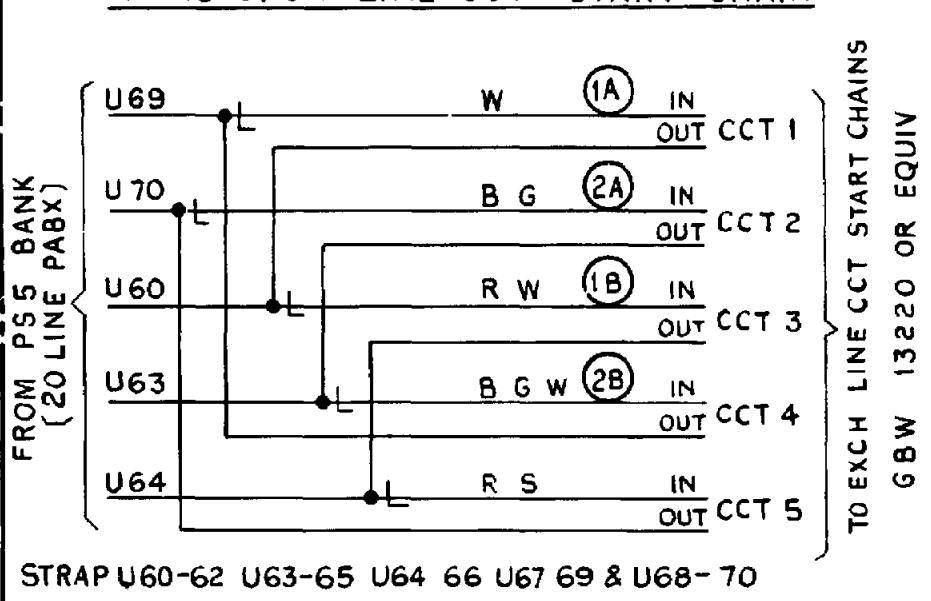 U69 W 1A IN
OUT CCT 1
U70 B G 2A IN
OUT CCT 2
U60 R W 1B IN
OUT CCT 3
U63 B G W 2B IN
OUT CCT 4
U64 R S IN
OUT CCT 5
FROM PS 5 BANK
(20 LINE PABX)
TO EXCH LINE CCT START CHAINS
GBW 13220 OR EQUIV
STRAP U60-62 U63-65 U64 66 U67 69 & U68-70